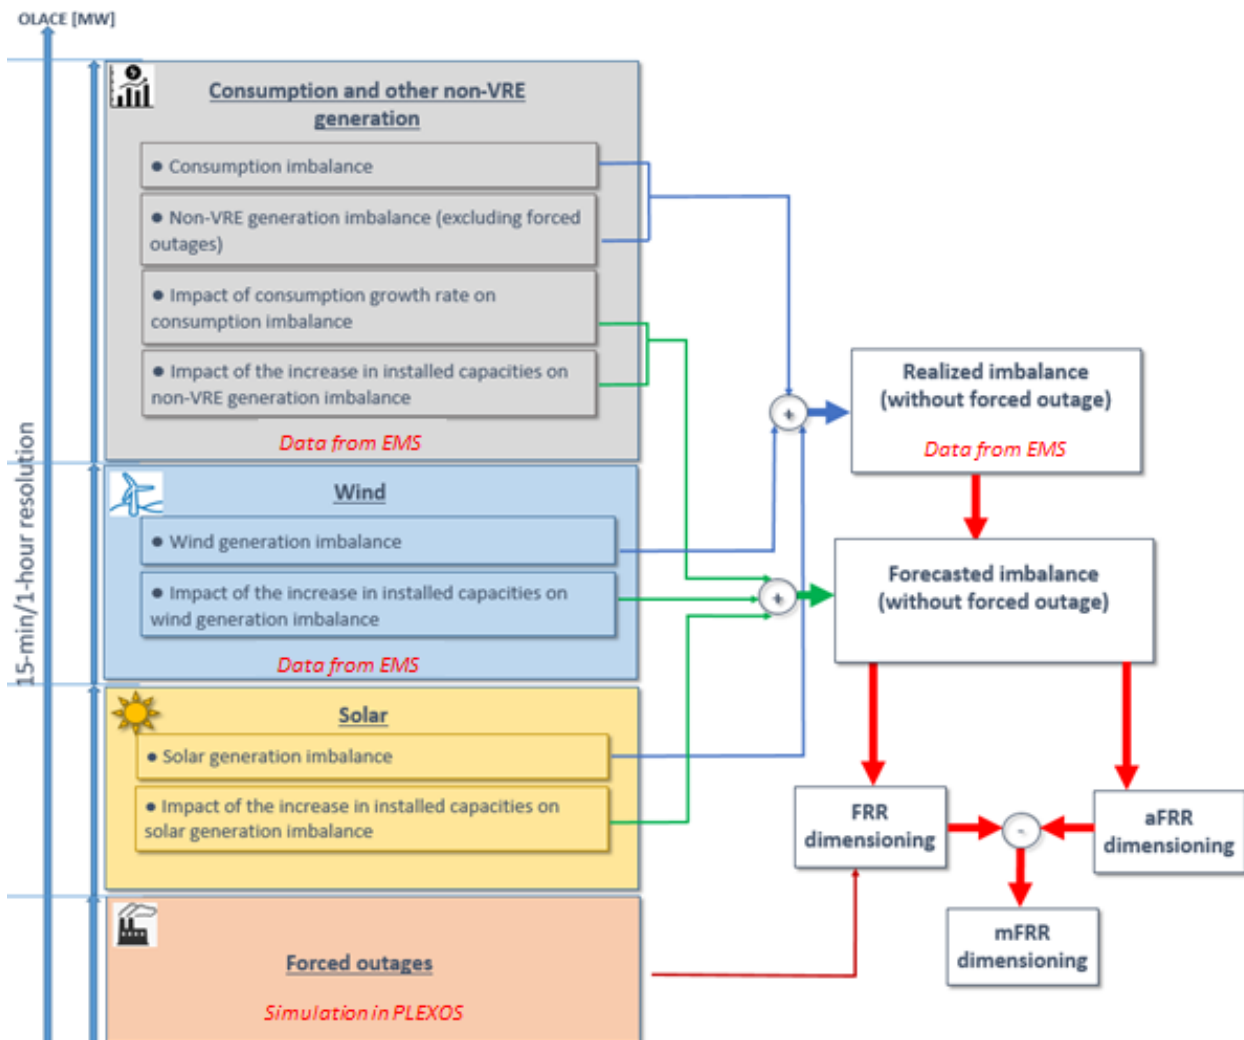 OLACE [MW]
15-min/1-hour resolution
Consumption and other non-VRE
generation
● Consumption imbalance
● Non-VRE generation imbalance (excluding forced
outages)
● Impact of consumption growth rate on
consumption imbalance
● Impact of the increase in installed capacities on
non-VRE generation imbalance
Data from EMS
Wind
● Wind generation imbalance
● Impact of the increase in installed capacities on
wind generation imbalance
Data from EMS
Solar
● Solar generation imbalance
● Impact of the increase in installed capacities on
solar generation imbalance
Forced outages
Simulation in PLEXOS
+
Realized imbalance
(without forced outage)
Data from EMS
+
Forecasted imbalance
(without forced outage)
FRR
dimensioning
-
aFRR
dimensioning
mFRR
dimensioning